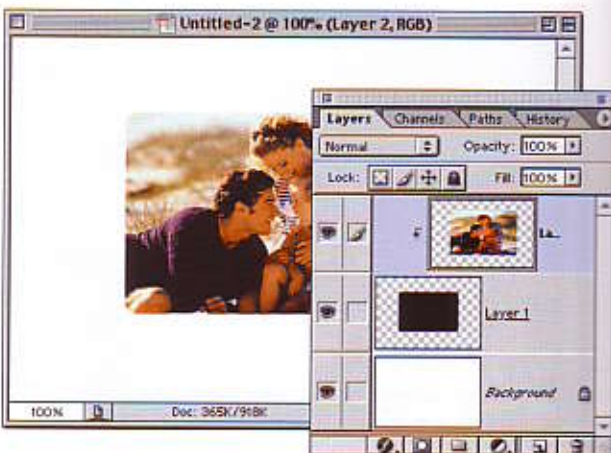 Untitled-2 @ 100% (Layer 2, RGB)
Layers Channels Paths History
Normal Opacity: 100%
Lock: Fill: 100%
La...
Layer 1
Background
100% Doc: 365K/918K